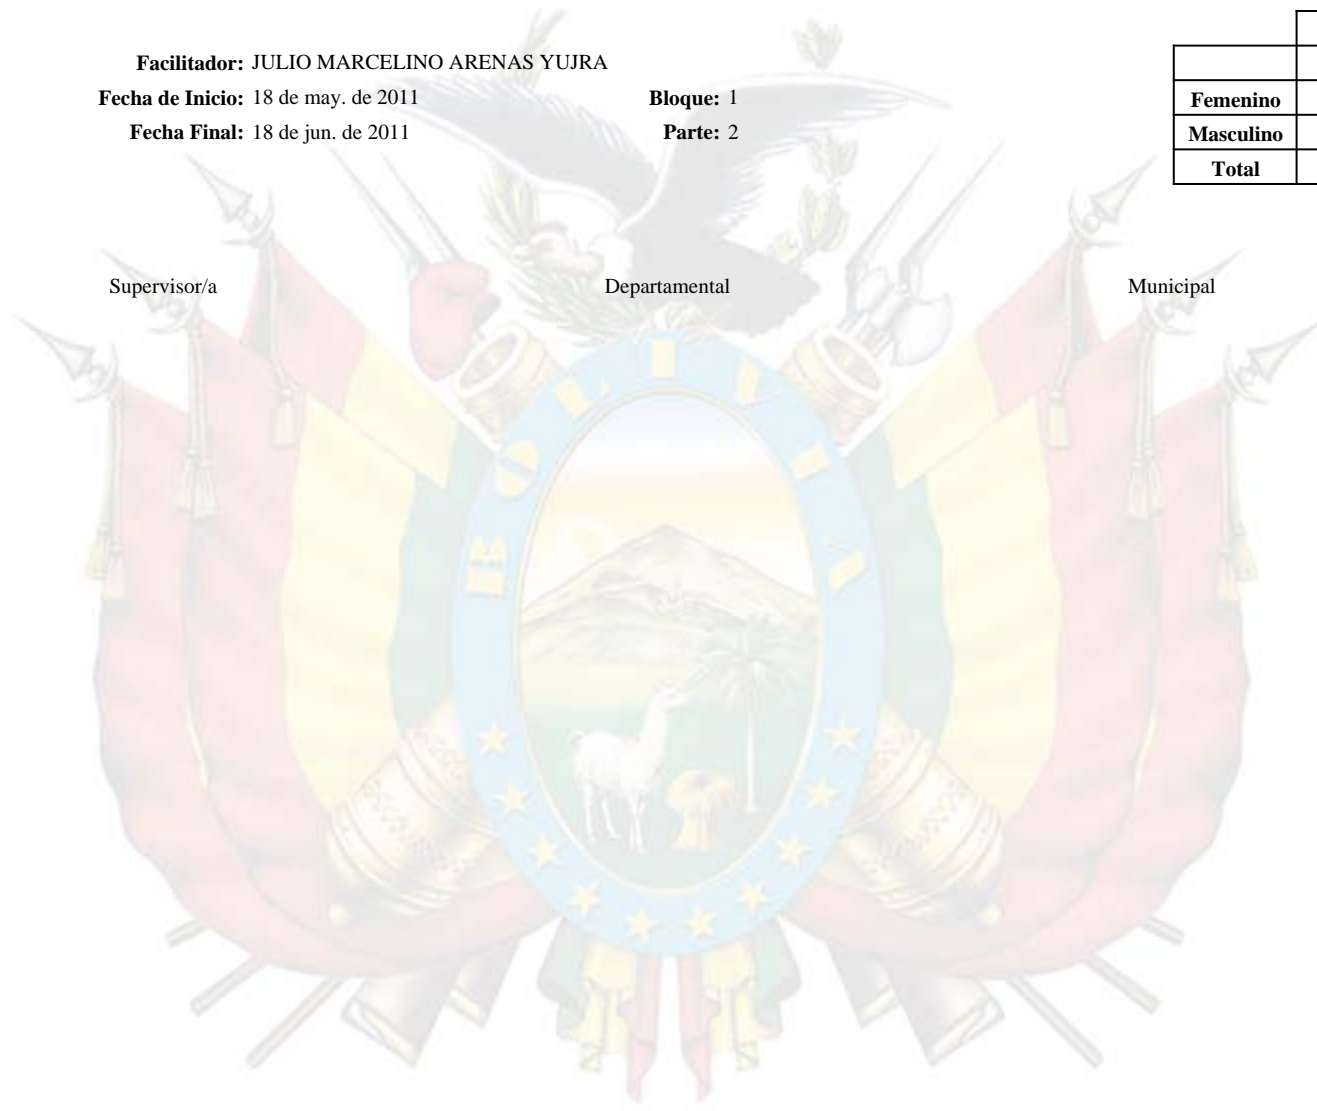 Facilitador: JULIO MARCELINO ARENAS YUJRA
Fecha de Inicio: 18 de may. de 2011 Bloque: 1
Fecha Final: 18 de jun. de 2011 Parte: 2
Femenino
Masculino
Total
Supervisor/a Departamental Municipal
BOLIVIA